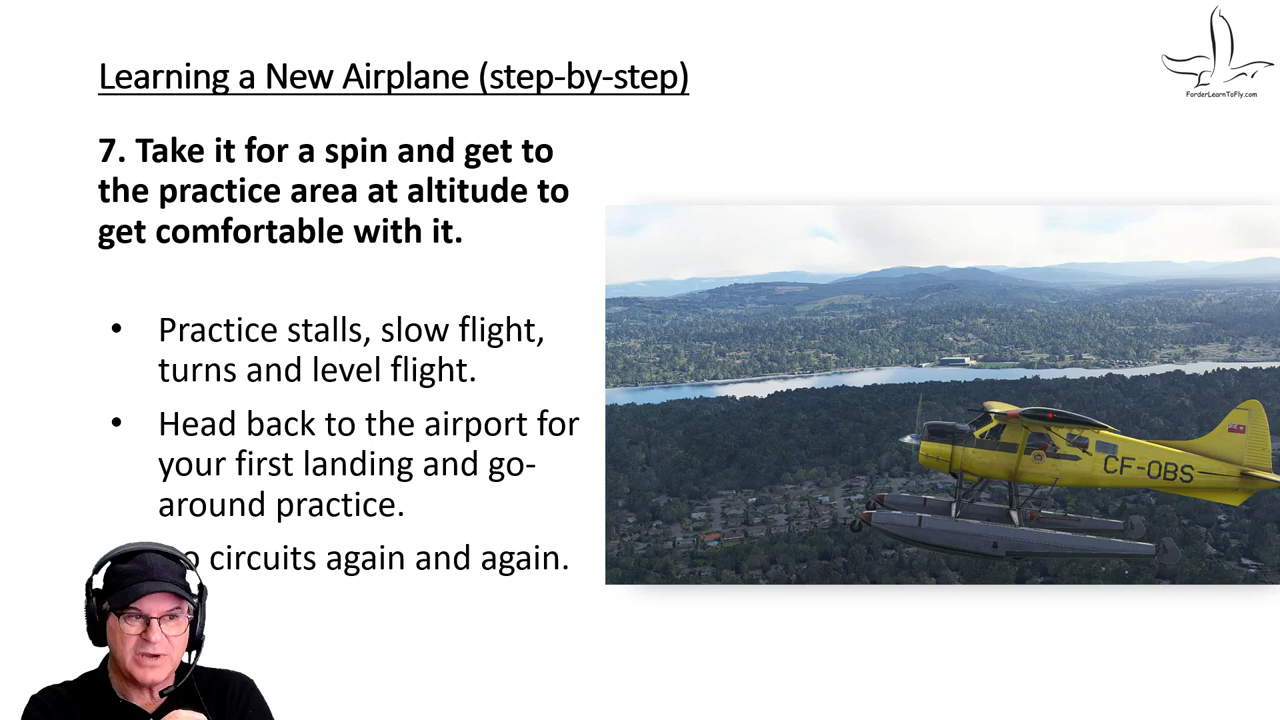 Learning a New Airplane (step-by-step)
ForderLearnToFly.com
7. Take it for a spin and get to
the practice area at altitude to
get comfortable with it.
• Practice stalls, slow flight,
turns and level flight.
• Head back to the airport for
your first landing and go-
around practice.
circuits again and again.
CF-OBS